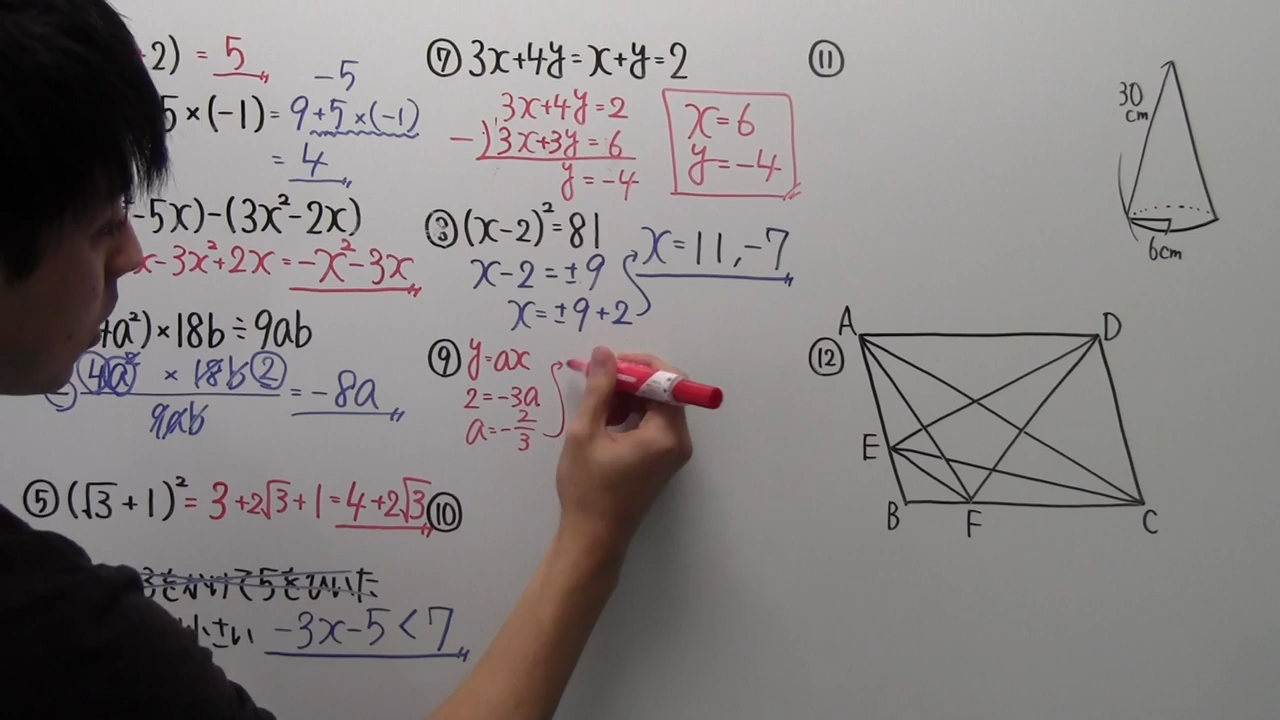 2) = 5
-5
5×(-1) = 9+5×(-1)
= 4
-5x)-(3x²-2x)
x-3x²+2x = -x²-3x
a²)×18b÷9ab
4a² × 18b 2
9ab
= -8a
⑤ (√3+1)² = 3+2√3+1 = 4+2√3
-3x-5<7
⑦ 3x+4y=x+y=2
3x+4y=2
-) 3x+3y=6
y=-4
x=6
y=-4
⑧ (x-2)²=81
x-2=±9
x=±9+2
x=11,-7
⑨ y=ax
2=-3a
a=-2/3
⑩
⑪
30
cm
6cm
⑫
A
D
E
B
F
C